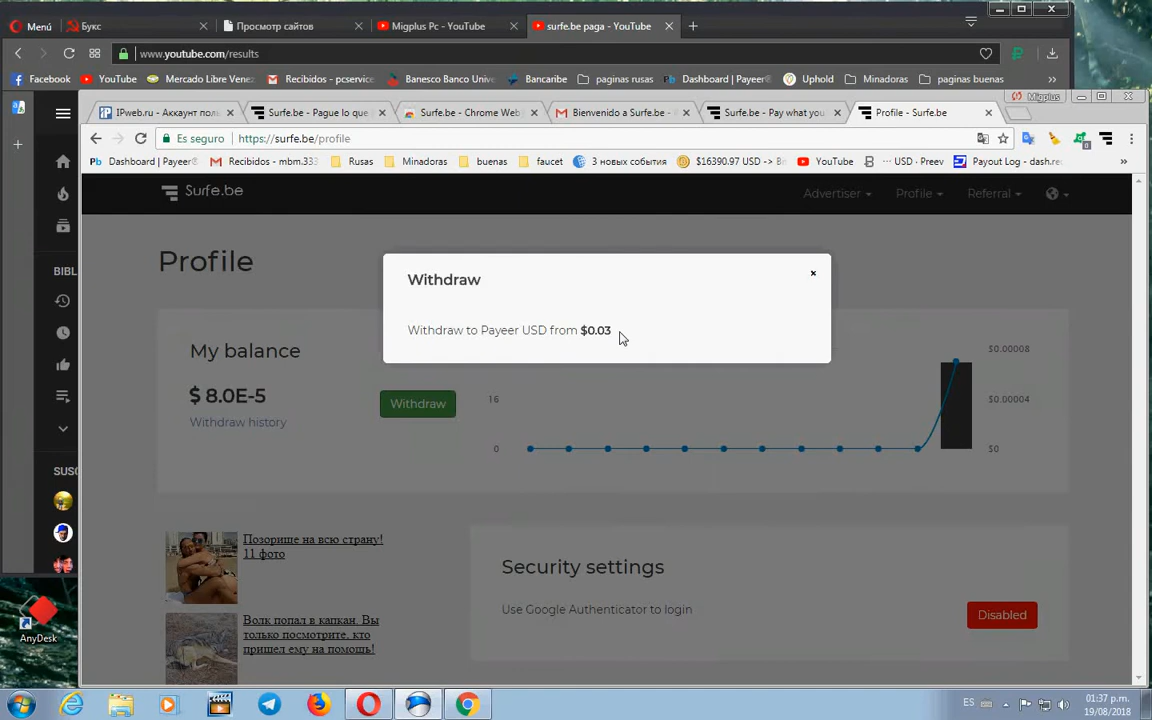 Menú
Букс
Просмотр сайтов
Migplus Pc - YouTube
surfe.be paga - YouTube
www.youtube.com/results
Facebook
YouTube
Mercado Libre Venez
Recibidos - pcservice
Banesco Banco Unive
Bancaribe
paginas rusas
Dashboard | Payeer®
Uphold
Minadoras
paginas buenas
»
Migplus
IPweb.ru - Аккаунт поль
Surfe.be - Pague lo que
Surfe.be - Chrome Web
Bienvenido a Surfe.be -
Surfe.be - Pay what you
Profile - Surfe.be
Es seguro
https://surfe.be/profile
Dashboard | Payeer®
Recibidos - mbm.333
Rusas
Minadoras
buenas
faucet
3 новых события
$16390.97 USD -> B
YouTube
··· USD · Preev
Payout Log - dash.re
»
Surfe.be
Advertiser
Profile
Referral
Profile
Withdraw
×
Withdraw to Payeer USD from $0.03
My balance
$ 8.0E-5
Withdraw
Withdraw history
16
0
$0.00008
$0.00004
$0
BIBL
SUSC
Позорище на всю страну!
11 фото
Волк попал в капкан. Вы
только посмотрите, кто
пришел ему на помощь!
Security settings
Use Google Authenticator to login
Disabled
AnyDesk
ES
01:37 p.m.
19/08/2018